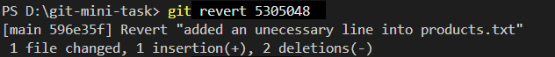 PS D:\git-mini-task> git revert 5305048
[main 596e35f] Revert "added an unecessary line into products.txt"
1 file changed, 1 insertion(+), 2 deletions(-)